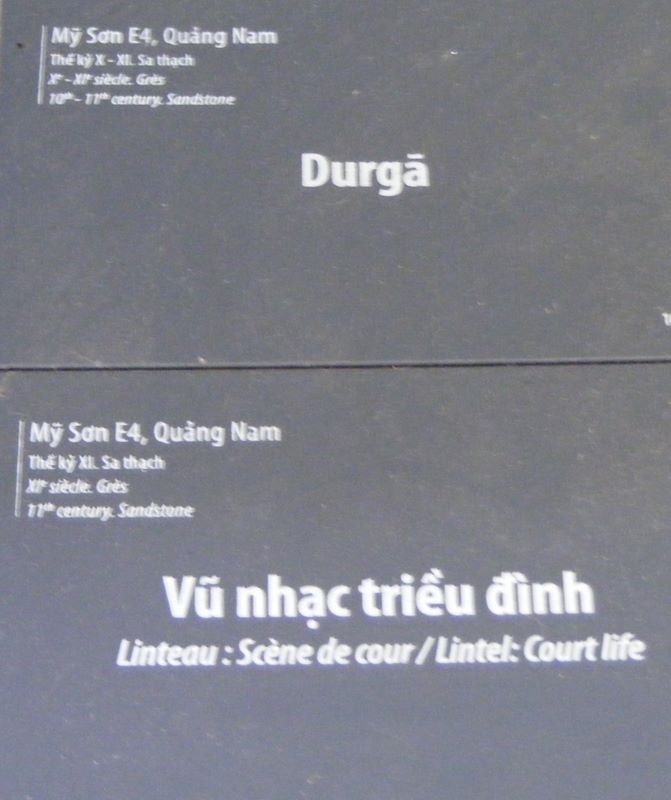 Mỹ Sơn E4, Quảng Nam
Thế kỷ X - XI. Sa thạch
Xᵉ - XIᵉ siècle. Grès
10ᵗʰ - 11ᵗʰ century. Sandstone
Durgā
Mỹ Sơn E4, Quảng Nam
Thế kỷ XI. Sa thạch
XIᵉ siècle. Grès
11ᵗʰ century. Sandstone
Vũ nhạc triều đình
Linteau : Scène de cour / Lintel: Court life